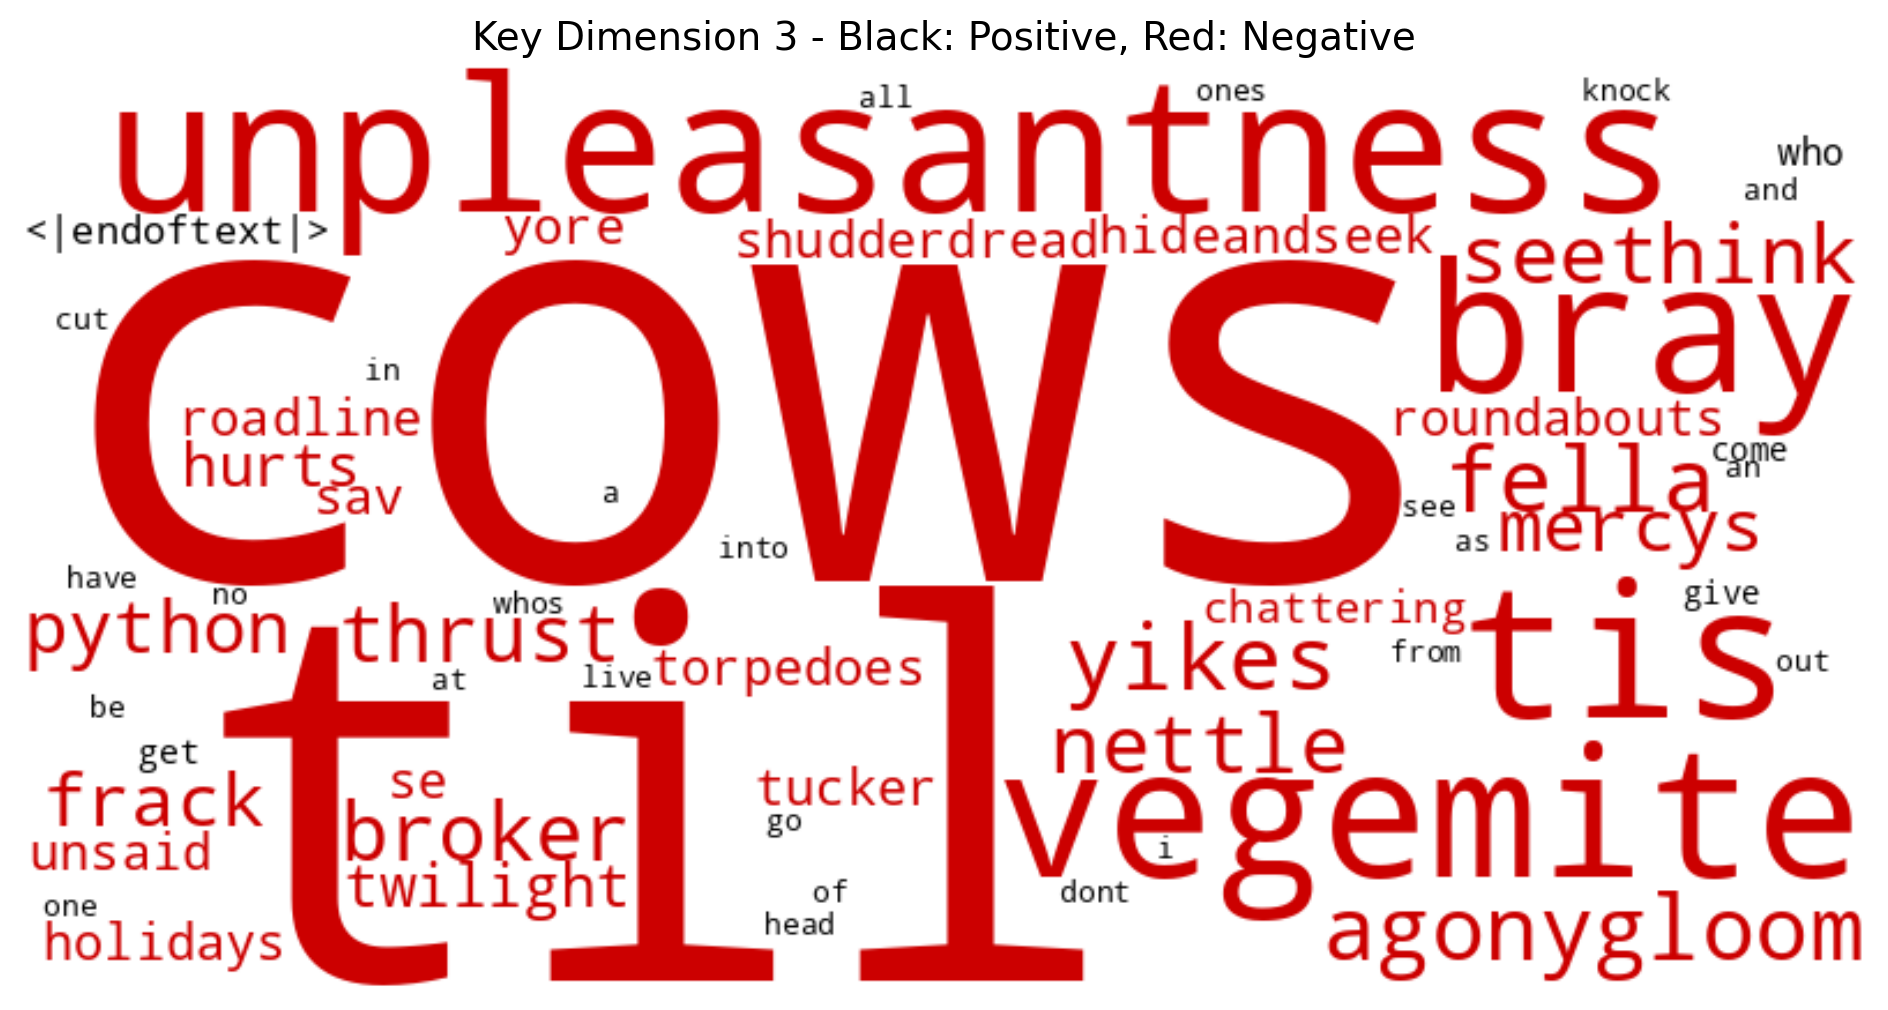 Key Dimension 3 - Black: Positive, Red: Negative
unpleasantness
all
ones
knock
who
and
<|endoftext|>
yore
shudderdread
hideandseek
seethink
cows
bray
cut
in
roadline
roundabouts
hurts
sav
a
fella
come
an
see
as
mercys
into
have
no
python
thrust
whos
til
chattering
tis
give
yikes
from
out
at
live
torpedoes
be
get
nettle
frack
se
tucker
vegemite
broker
go
i
unsaid
twilight
of
dont
one
head
holidays
agonygloom